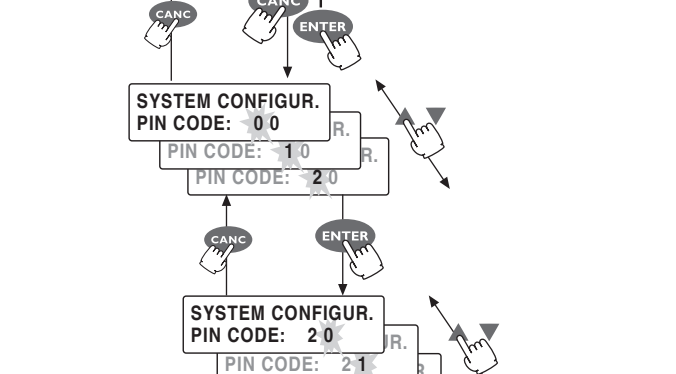 CANC
CANC
ENTER
SYSTEM CONFIGUR.
PIN CODE: 0 0
R.
PIN CODE: 1 0
R.
PIN CODE: 2 0
CANC
ENTER
SYSTEM CONFIGUR.
PIN CODE: 2 0
UR.
PIN CODE: 2 1